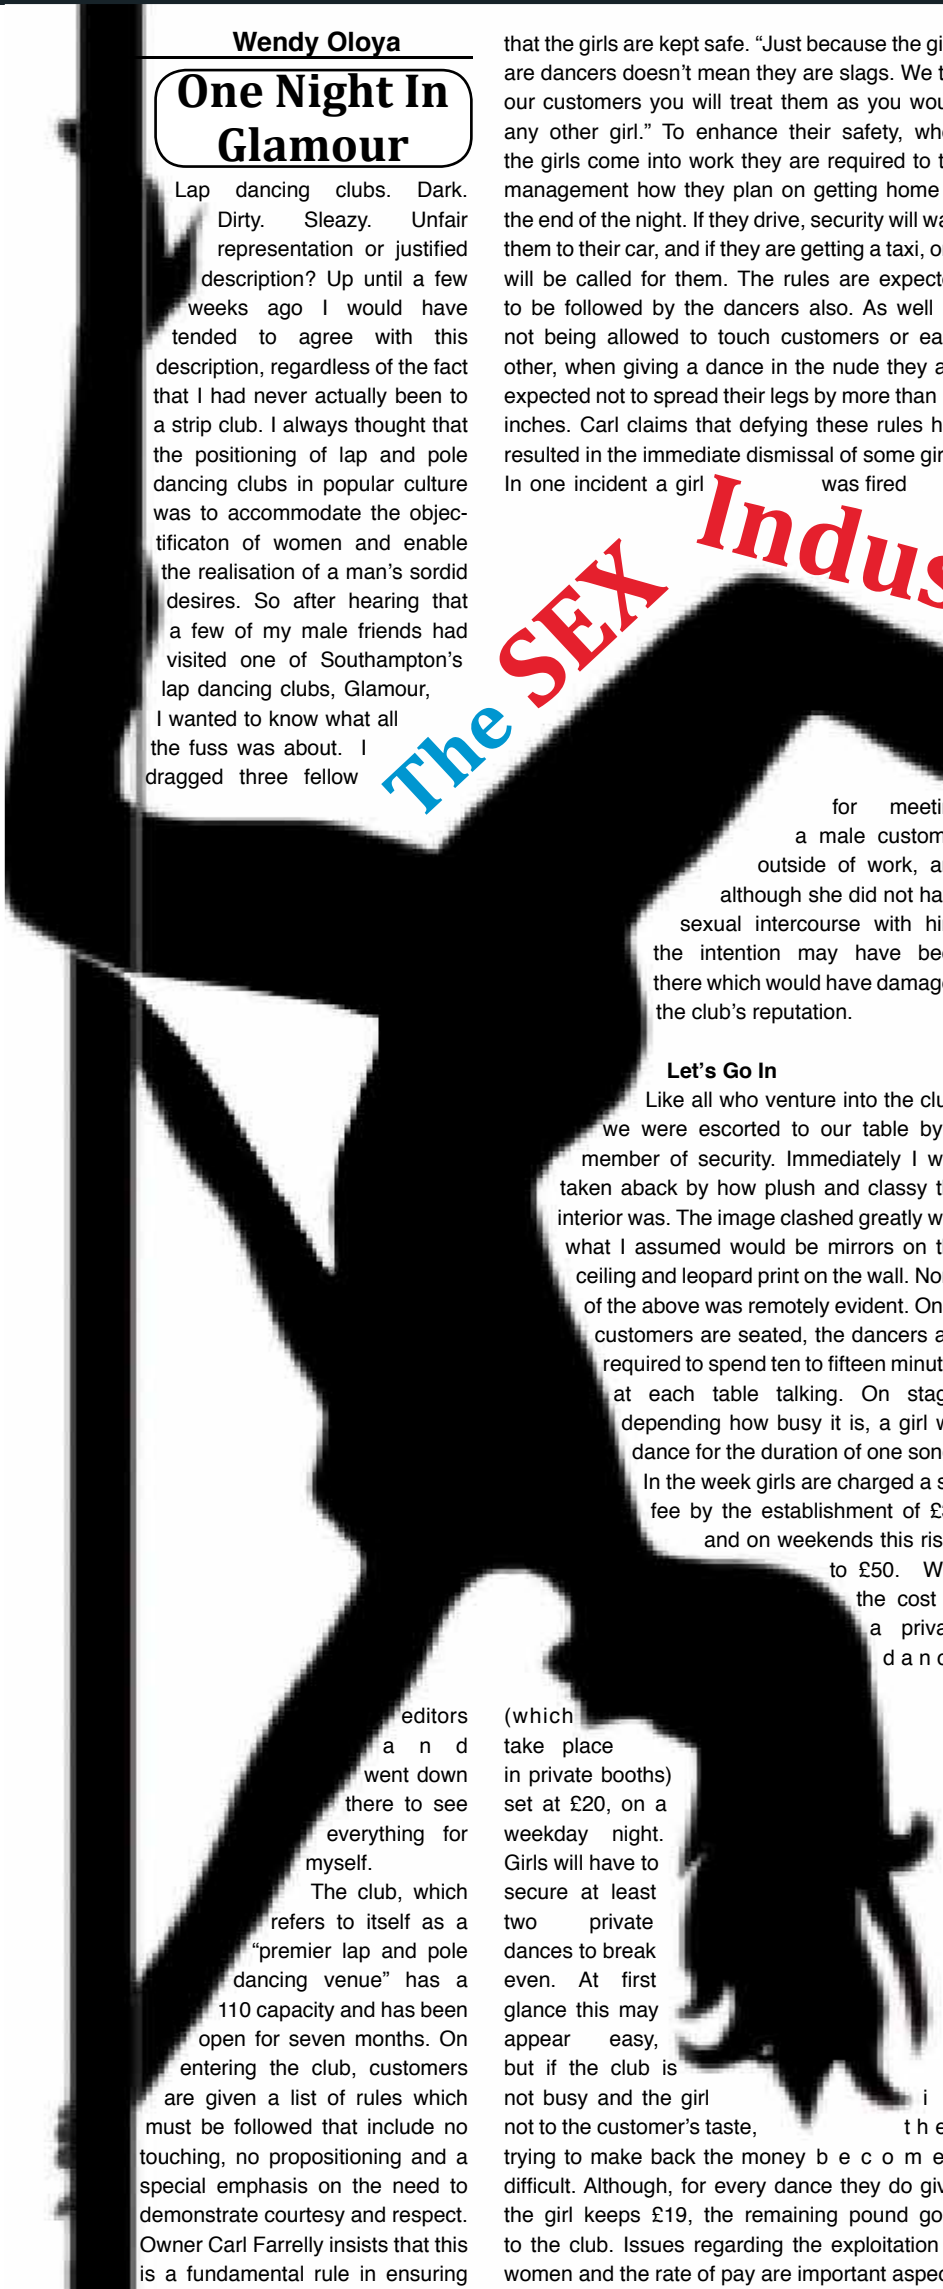 Wendy Oloya
One Night In
Glamour
Lap dancing clubs. Dark.
Dirty. Sleazy. Unfair
representation or justified
description? Up until a few
weeks ago I would have
tended to agree with this
description, regardless of the fact
that I had never actually been to
a strip club. I always thought that
the positioning of lap and pole
dancing clubs in popular culture
was to accommodate the objec-
tificaton of women and enable
the realisation of a man’s sordid
desires. So after hearing that
a few of my male friends had
visited one of Southampton’s
lap dancing clubs, Glamour,
I wanted to know what all
the fuss was about. I
dragged three fellow
editors
a n d
went down
there to see
everything for
myself.
The club, which
refers to itself as a
“premier lap and pole
dancing venue” has a
110 capacity and has been
open for seven months. On
entering the club, customers
are given a list of rules which
must be followed that include no
touching, no propositioning and a
special emphasis on the need to
demonstrate courtesy and respect.
Owner Carl Farrelly insists that this
is a fundamental rule in ensuring
The SEX Indus
that the girls are kept safe. “Just because the gi
are dancers doesn’t mean they are slags. We t
our customers you will treat them as you wou
any other girl.” To enhance their safety, whe
the girls come into work they are required to t
management how they plan on getting home
the end of the night. If they drive, security will wa
them to their car, and if they are getting a taxi, o
will be called for them. The rules are expect
to be followed by the dancers also. As well
not being allowed to touch customers or ea
other, when giving a dance in the nude they a
expected not to spread their legs by more than
inches. Carl claims that defying these rules h
resulted in the immediate dismissal of some gir
In one incident a girl was fired
for meeti
a male custom
outside of work, a
although she did not ha
sexual intercourse with hi
the intention may have be
there which would have damag
the club’s reputation.
Let’s Go In
Like all who venture into the clu
we were escorted to our table by
member of security. Immediately I w
taken aback by how plush and classy t
interior was. The image clashed greatly w
what I assumed would be mirrors on t
ceiling and leopard print on the wall. No
of the above was remotely evident. On
customers are seated, the dancers a
required to spend ten to fifteen minut
at each table talking. On stag
depending how busy it is, a girl w
dance for the duration of one son
In the week girls are charged a s
fee by the establishment of £
and on weekends this ris
to £50. W
the cost
a priva
d a n c
(which
take place
in private booths)
set at £20, on a
weekday night.
Girls will have to
secure at least
two private
dances to break
even. At first
glance this may
appear easy,
but if the club is
not busy and the girl i
not to the customer’s taste, t h e
trying to make back the money b e c o m e
difficult. Although, for every dance they do giv
the girl keeps £19, the remaining pound go
to the club. Issues regarding the exploitation
women and the rate of pay are important aspec